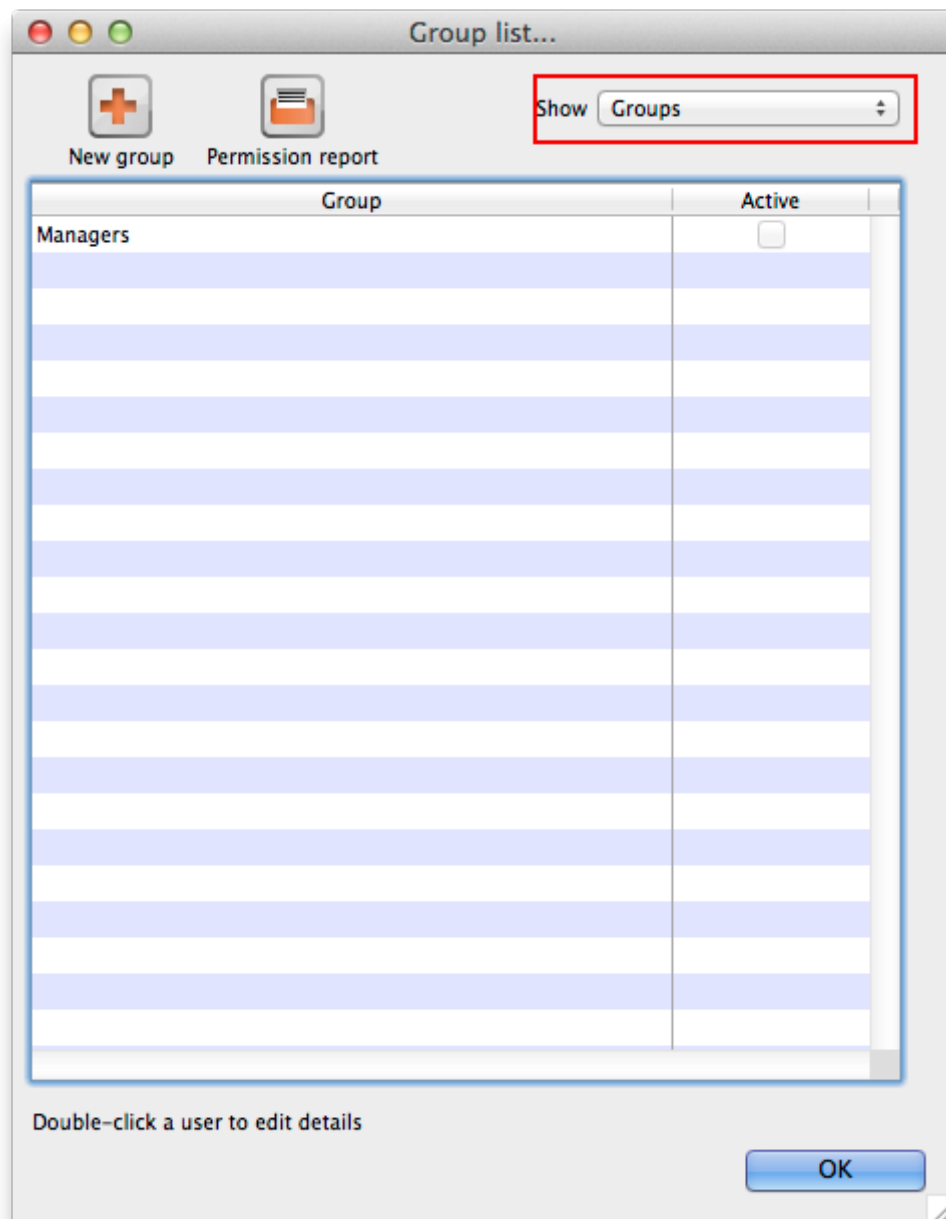 Group list...
Show Groups
New group Permission report
Group Active
Managers
Double-click a user to edit details
OK